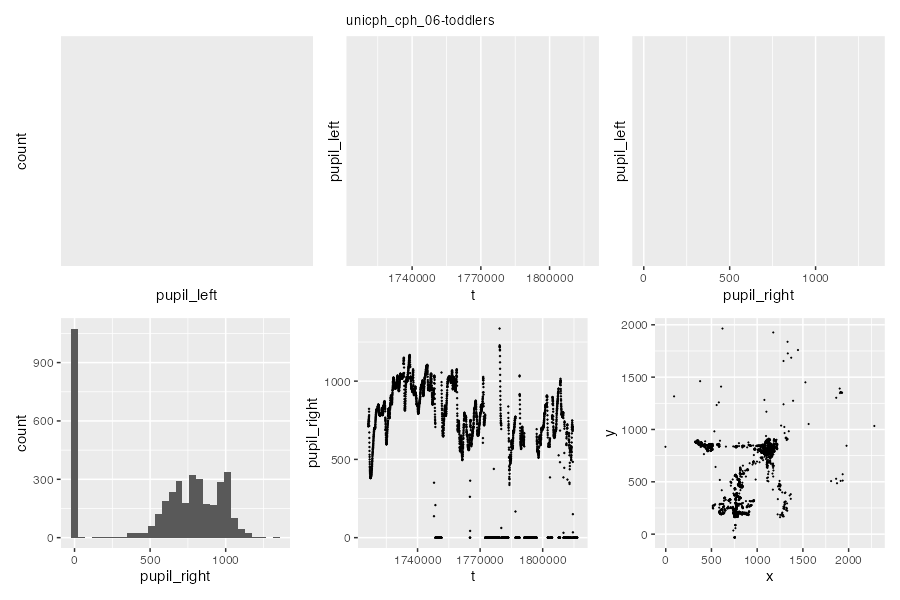 unicph_cph_06-toddlers
count
pupil_left
pupil_left
1740000 1770000 1800000
t
pupil_left
0 500 1000
pupil_right
count
900
600
300
0
0 500 1000
pupil_right
pupil_right
1000
500
0
1740000 1770000 1800000
t
y
2000
1500
1000
500
0
0 500 1000 1500 2000
x